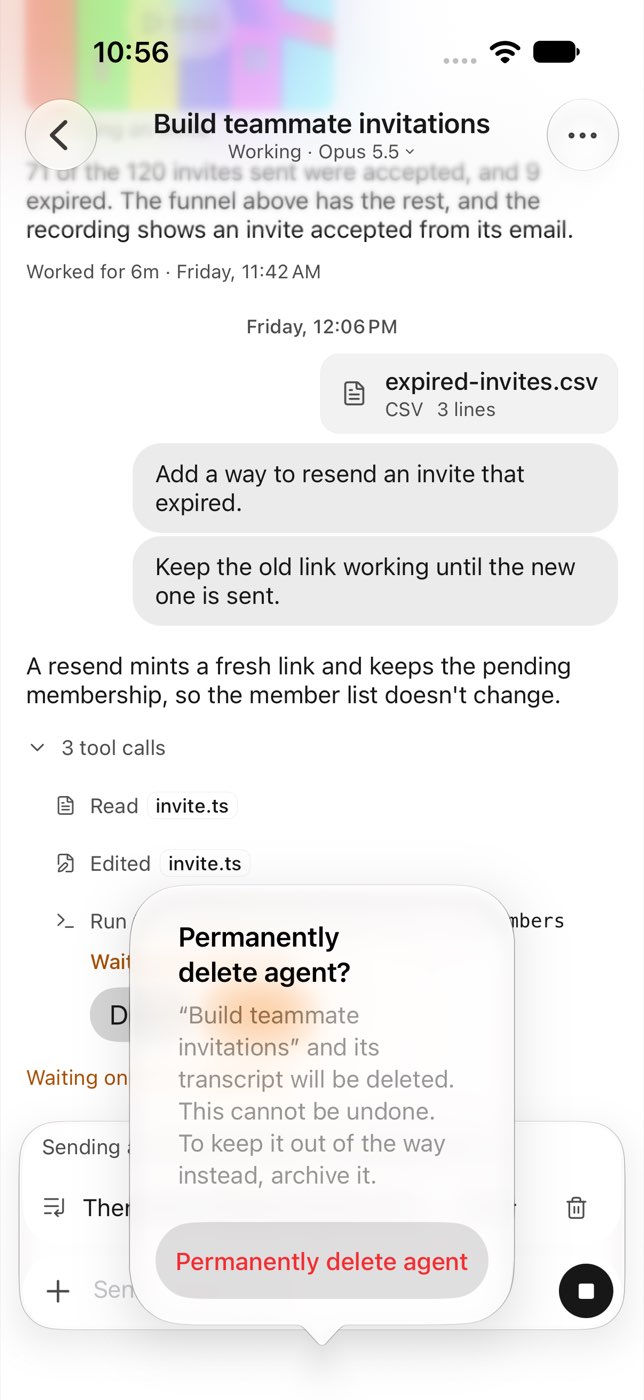 10:56
Build teammate invitations
Working · Opus 5.5
71 of the 120 invites sent were accepted, and 9
expired. The funnel above has the rest, and the
recording shows an invite accepted from its email.
Worked for 6m · Friday, 11:42 AM
Friday, 12:06 PM
expired-invites.csv
CSV 3 lines
Add a way to resend an invite that
expired.
Keep the old link working until the new
one is sent.
A resend mints a fresh link and keeps the pending
membership, so the member list doesn't change.
3 tool calls
Read invite.ts
Edited invite.ts
Run
Waiting on
Sending
Permanently
delete agent?
“Build teammate
invitations” and its
transcript will be deleted.
This cannot be undone.
To keep it out of the way
instead, archive it.
Permanently delete agent